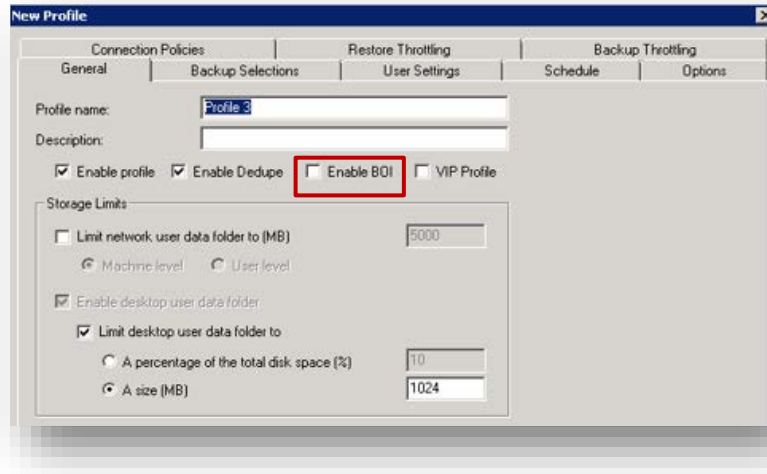 New Profile
Connection Policies Restore Throttling Backup Throttling
General Backup Selections User Settings Schedule Options
Profile name: Profile 3
Description:
Enable profile Enable Dedupe Enable BOI VIP Profile
Storage Limits
Limit network user data folder to (MB) 5000
Machine level User level
Enable desktop user data folder
Limit desktop user data folder to
A percentage of the total disk space (%) 10
A size (MB) 1024